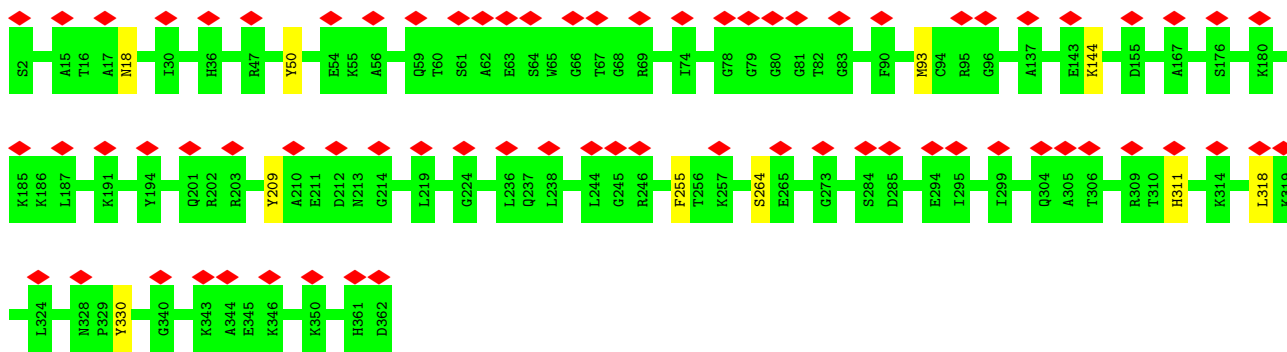 S2 A15 T16 A17 N18 I30 H36 R47 Y50 E54 K55 A56 Q59 T60 S61 A62 E63 S64 W65 G66 T67 G68 R69 I74 G78 G79 G80 G81 T82 G83 F90 M93 C94 R95 G96 A137 E143 K144 D155 A167 S176 K180
K185 K186 L187 K191 Y194 Q201 R202 R203 Y209 A210 E211 D212 N213 G214 L219 G224 L236 Q237 L238 L244 G245 R246 F255 T256 K257 S264 E265 G273 S284 D285 E294 I295 I299 Q304 A305 T306 R309 T310 H311 K314 L318 K319
L324 N328 P329 Y330 G340 K343 A344 E345 K346 K350 H361 D362